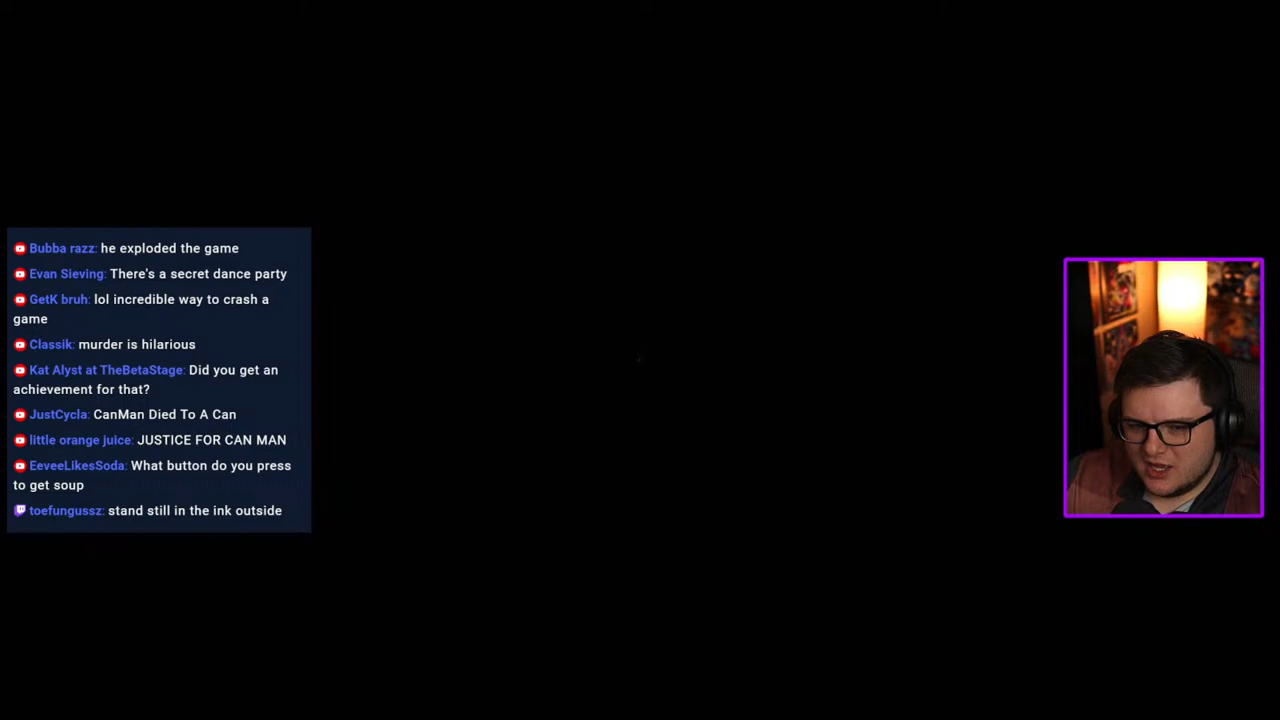 Bubba razz: he exploded the game
Evan Sleving: There's a secret dance party
GetK bruh: lol incredible way to crash a
game
Classik: murder is hilarious
Kat Alyst at TheBetaStage: Did you get an
achievement for that?
JustCycla: CanMan Died To A Can
little orange juice: JUSTICE FOR CAN MAN
EeveeLikesSoda: What button do you press
to get soup
toefungussz: stand still in the ink outside